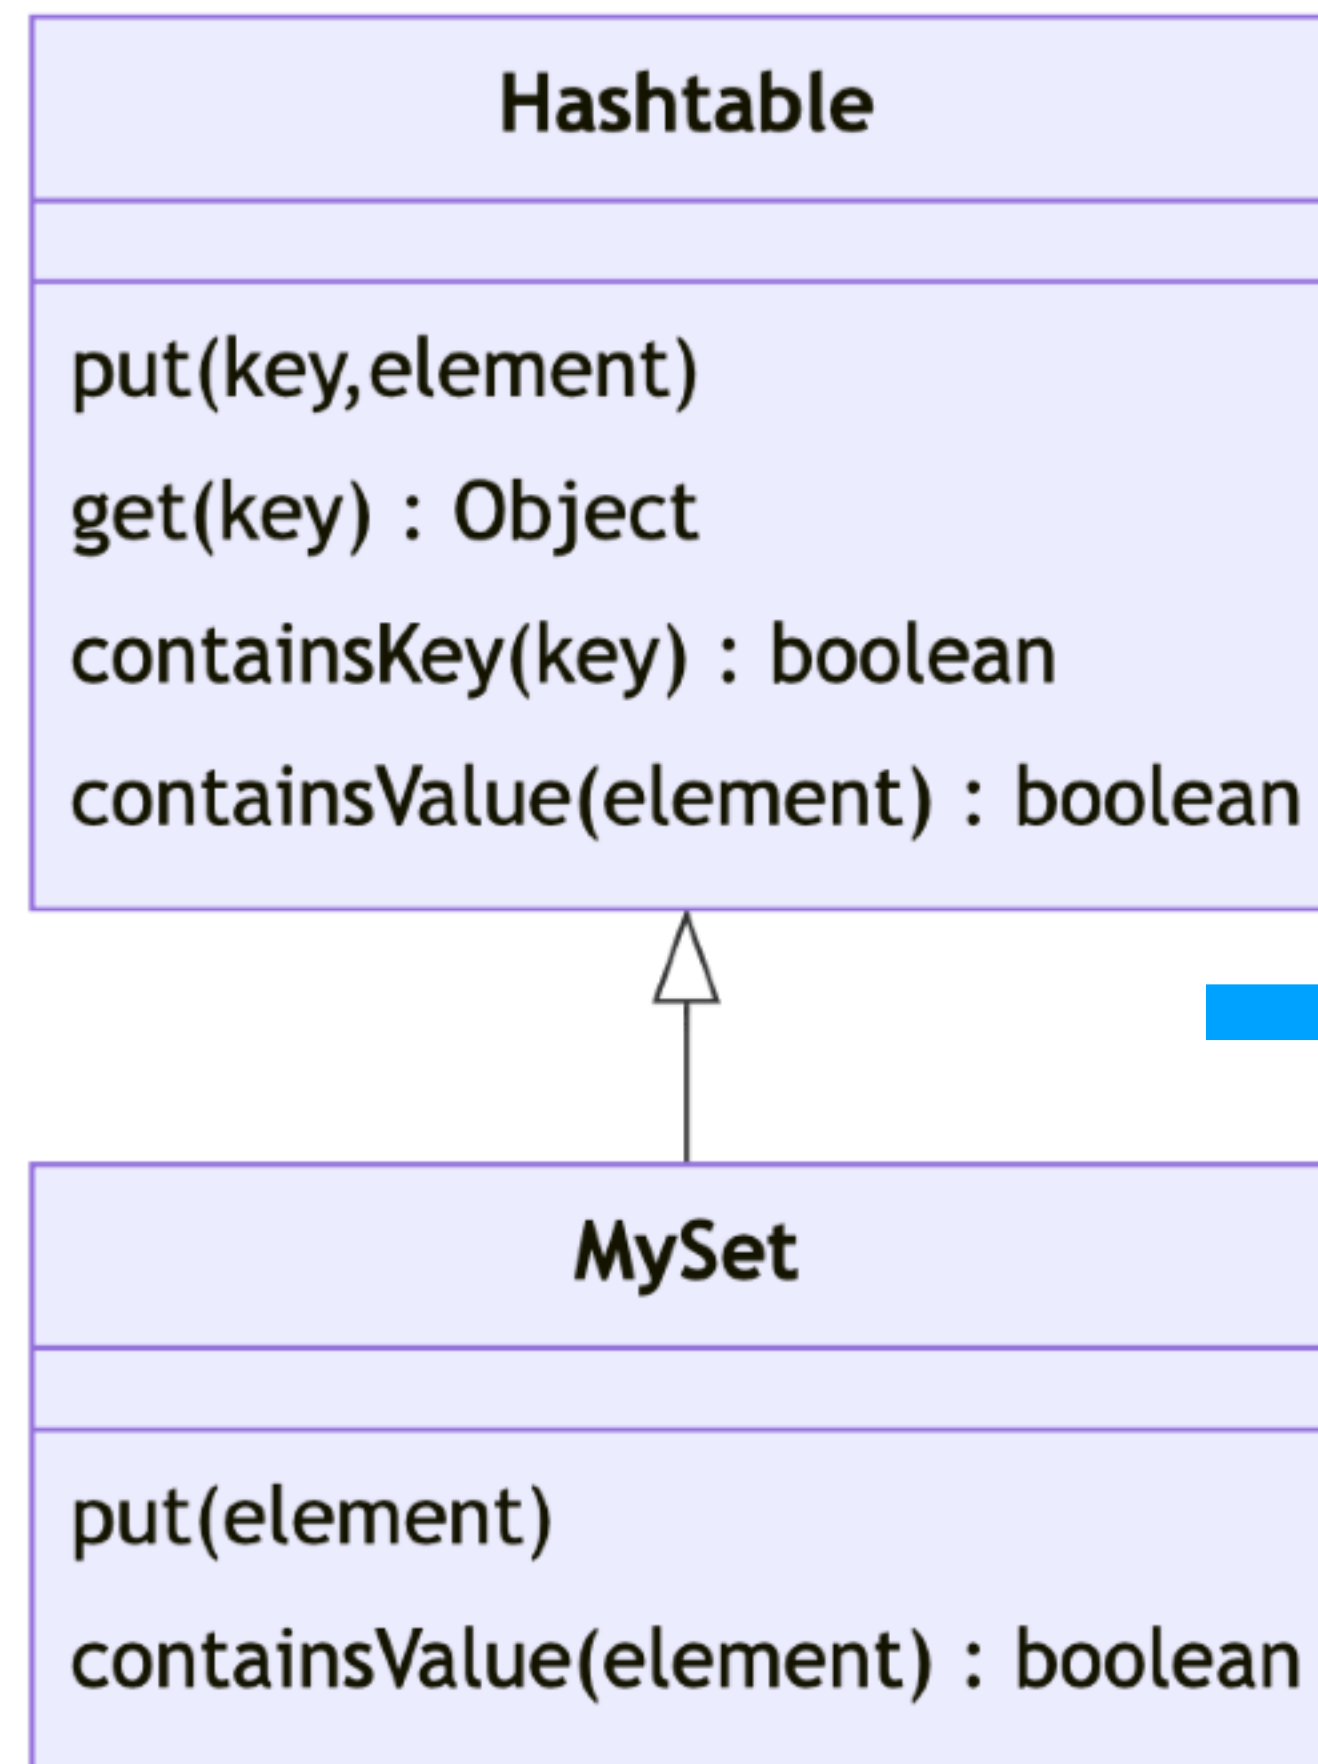 Hashtable
put(key,element)
get(key) : Object
containsKey(key) : boolean
containsValue(element) : boolean
MySet
put(element)
containsValue(element) : boolean